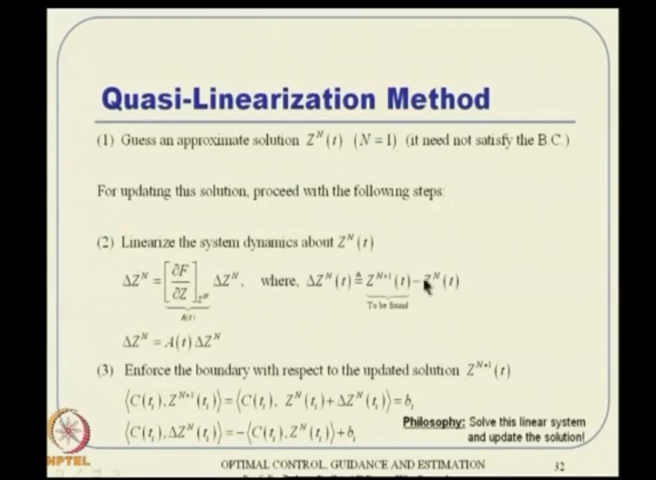 Quasi-Linearization Method
(1) Guess an approximate solution Z^N(t) (N = 1) (it need not satisfy the B.C.)
For updating this solution, proceed with the following steps:
(2) Linearize the system dynamics about Z^N(t)
ΔZ^N = [∂F/∂Z]_{Z^N} ΔZ^N, where, ΔZ^N(t) ≜ Z^{N+1}(t) − Z^N(t)
A(t) To be found
ΔZ^N = A(t) ΔZ^N
(3) Enforce the boundary with respect to the updated solution Z^{N+1}(t)
⟨C(t_i), Z^{N+1}(t_i)⟩ = ⟨C(t_i), Z^N(t_i) + ΔZ^N(t_i)⟩ = b_i
⟨C(t_i), ΔZ^N(t_i)⟩ = −⟨C(t_i), Z^N(t_i)⟩ + b_i
Philosophy: Solve this linear system
and update the solution!
NPTEL
OPTIMAL CONTROL, GUIDANCE AND ESTIMATION 32